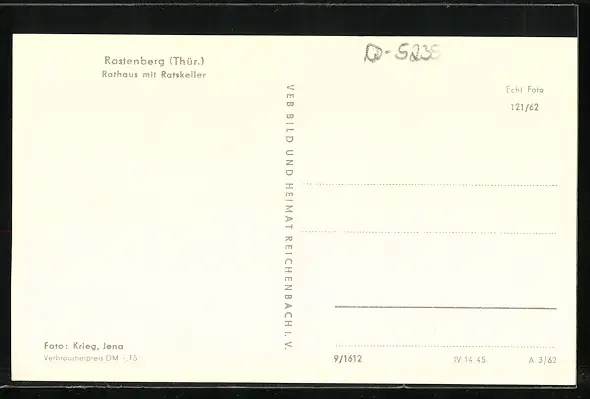 Rastenberg (Thür.)
Rathaus mit Ratskeller
D-5235
Echt Foto
121/62
VEB BILD UND HEIMAT REICHENBACH I. V.
Foto: Krieg, Jena
Verbraucherpreis DM -,15
9/1612
IV 14 45
A 3/62